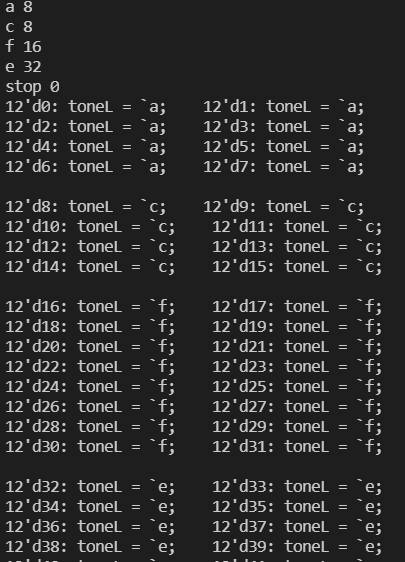 a 8
c 8
f 16
e 32
stop 0
12'd0: toneL = `a;    12'd1: toneL = `a;
12'd2: toneL = `a;    12'd3: toneL = `a;
12'd4: toneL = `a;    12'd5: toneL = `a;
12'd6: toneL = `a;    12'd7: toneL = `a;

12'd8: toneL = `c;    12'd9: toneL = `c;
12'd10: toneL = `c;    12'd11: toneL = `c;
12'd12: toneL = `c;    12'd13: toneL = `c;
12'd14: toneL = `c;    12'd15: toneL = `c;

12'd16: toneL = `f;    12'd17: toneL = `f;
12'd18: toneL = `f;    12'd19: toneL = `f;
12'd20: toneL = `f;    12'd21: toneL = `f;
12'd22: toneL = `f;    12'd23: toneL = `f;
12'd24: toneL = `f;    12'd25: toneL = `f;
12'd26: toneL = `f;    12'd27: toneL = `f;
12'd28: toneL = `f;    12'd29: toneL = `f;
12'd30: toneL = `f;    12'd31: toneL = `f;

12'd32: toneL = `e;    12'd33: toneL = `e;
12'd34: toneL = `e;    12'd35: toneL = `e;
12'd36: toneL = `e;    12'd37: toneL = `e;
12'd38: toneL = `e;    12'd39: toneL = `e;